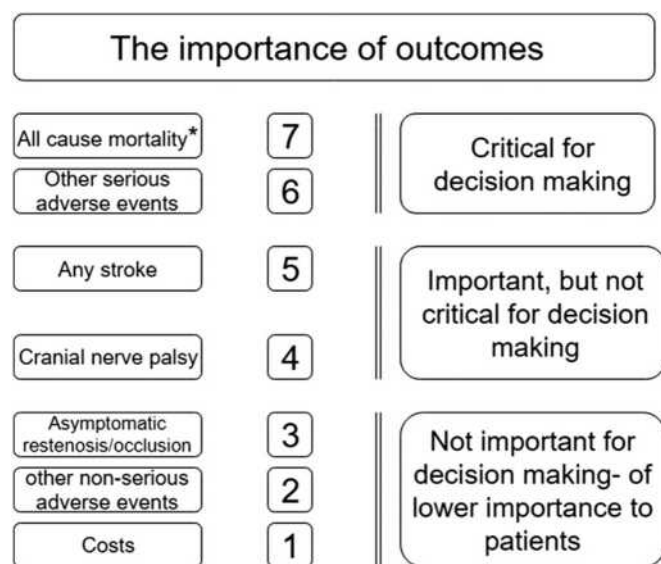 The importance of outcomes
All cause mortality*
7
Other serious
adverse events
6
Critical for
decision making
Any stroke
5
Cranial nerve palsy
4
Important, but not
critical for decision
making
Asymptomatic
restenosis/occlusion
3
other non-serious
adverse events
2
Costs
1
Not important for
decision making- of
lower importance to
patients